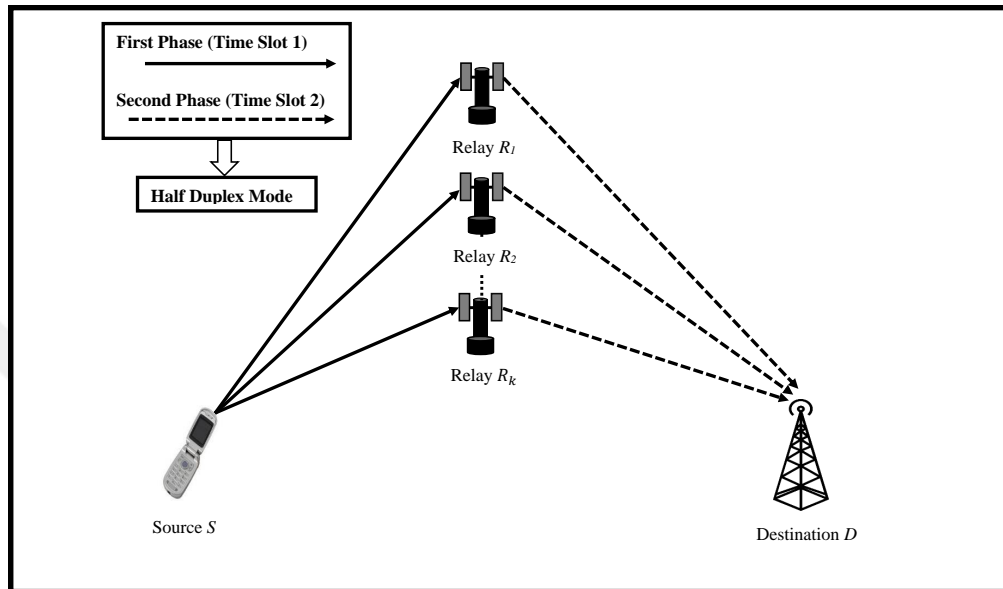 First Phase (Time Slot 1)
Second Phase (Time Slot 2)
Half Duplex Mode
Relay R₁
Relay R₂
Relay Rₖ
Source S
Destination D